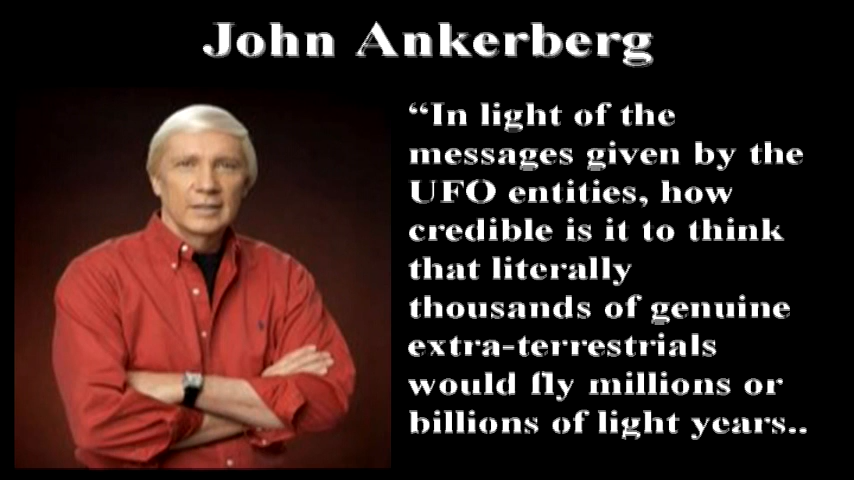 John Ankerberg
“In light of the
messages given by the
UFO entities, how
credible is it to think
that literally
thousands of genuine
extra-terrestrials
would fly millions or
billions of light years..